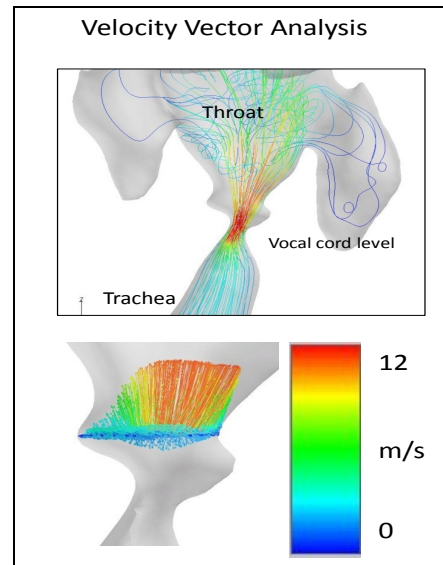 Velocity Vector Analysis
Throat
Vocal cord level
Trachea
z
12
m/s
0